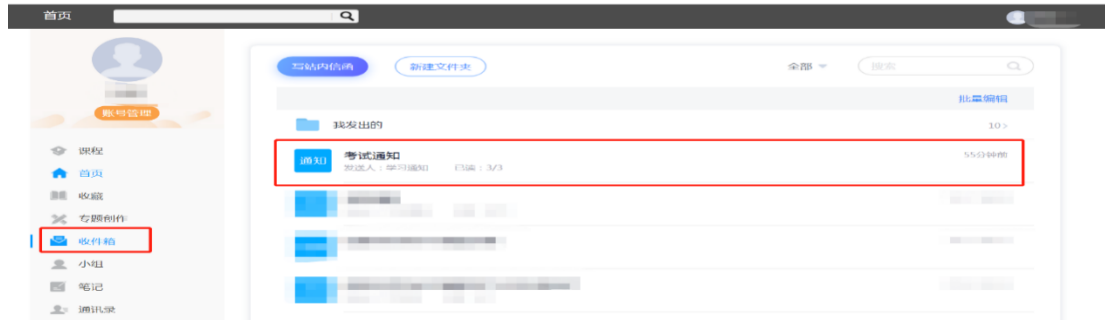 首页
账号管理
课程
首页
收藏
专题创作
收件箱
小组
笔记
通讯录
写站内信函 新建文件夹 全部 搜索
批量编辑
我发出的 10 >
通知 考试通知 55分钟前
发送人：学习通知 已读：3/3